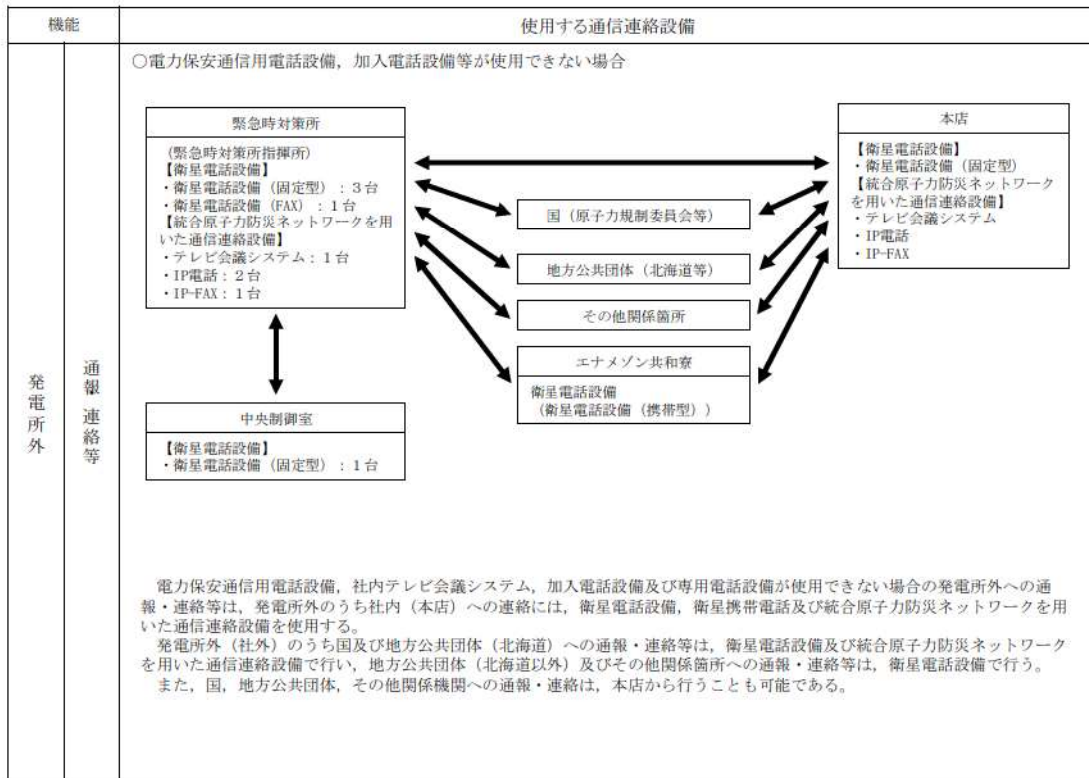 機能
使用する通信連絡設備
発電所外
通報・連絡等
○電力保安通信用電話設備，加入電話設備等が使用できない場合
緊急時対策所
(緊急時対策所指揮所)
【衛星電話設備】
・衛星電話設備（固定型）：３台
・衛星電話設備（FAX）：１台
【統合原子力防災ネットワークを用
いた通信連絡設備】
・テレビ会議システム：１台
・IP電話：２台
・IP-FAX：１台
中央制御室
【衛星電話設備】
・衛星電話設備（固定型）：１台
国（原子力規制委員会等）
地方公共団体（北海道等）
その他関係箇所
エナメゾン共和寮
衛星電話設備
（衛星電話設備（携帯型））
本店
【衛星電話設備】
・衛星電話設備（固定型）
【統合原子力防災ネットワーク
を用いた通信連絡設備】
・テレビ会議システム
・IP電話
・IP-FAX
電力保安通信用電話設備，社内テレビ会議システム，加入電話設備及び専用電話設備が使用できない場合の発電所外への通
報・連絡等は，発電所外のうち社内（本店）への連絡には，衛星電話設備，衛星携帯電話及び統合原子力防災ネットワークを用
いた通信連絡設備を使用する。
発電所外（社外）のうち国及び地方公共団体（北海道）への通報・連絡等は，衛星電話設備及び統合原子力防災ネットワーク
を用いた通信連絡設備で行い，地方公共団体（北海道以外）及びその他関係箇所への通報・連絡等は，衛星電話設備で行う。
また，国，地方公共団体，その他関係機関への通報・連絡は，本店から行うことも可能である。